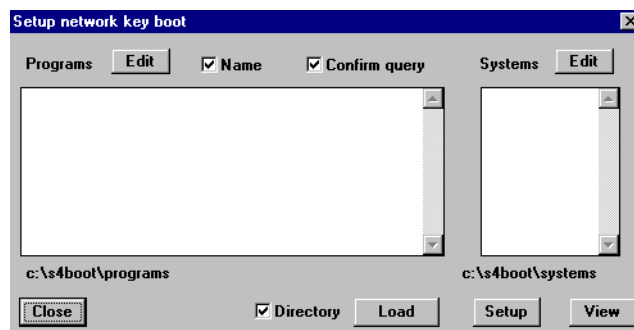 Setup network key boot
Programs Edit Name Confirm query Systems Edit
c:\s4boot\programs c:\s4boot\systems
Close Directory Load Setup View